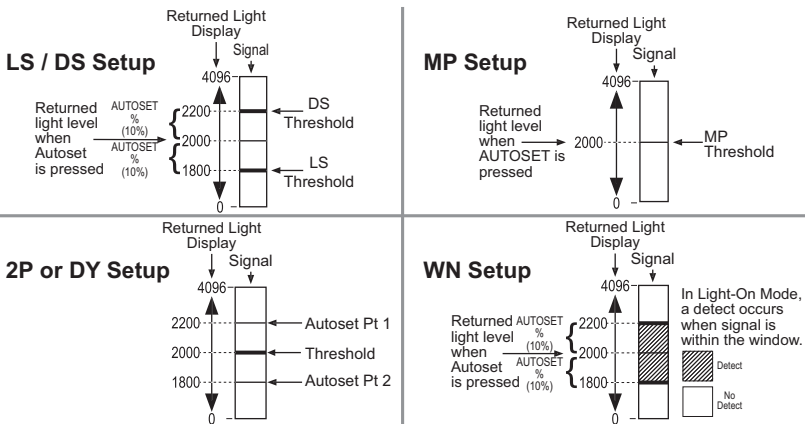 LS / DS Setup
Returned Light
Display
Signal
4096
2200
2000
1800
0
Returned
light level
when
Autoset
is pressed
AUTOSET
%
(10%)
AUTOSET
%
(10%)
DS
Threshold
LS
Threshold
MP Setup
Returned Light
Display
Signal
4096
2000
0
Returned
light level
when
AUTOSET is
pressed
MP
Threshold
2P or DY Setup
Returned Light
Display
Signal
4096
2200
2000
1800
0
Autoset Pt 1
Threshold
Autoset Pt 2
WN Setup
Returned Light
Display
Signal
4096
2200
2000
1800
0
Returned
light level
when
Autoset
is pressed
AUTOSET
%
(10%)
AUTOSET
%
(10%)
In Light-On Mode,
a detect occurs
when signal is
within the window.
Detect
No
Detect